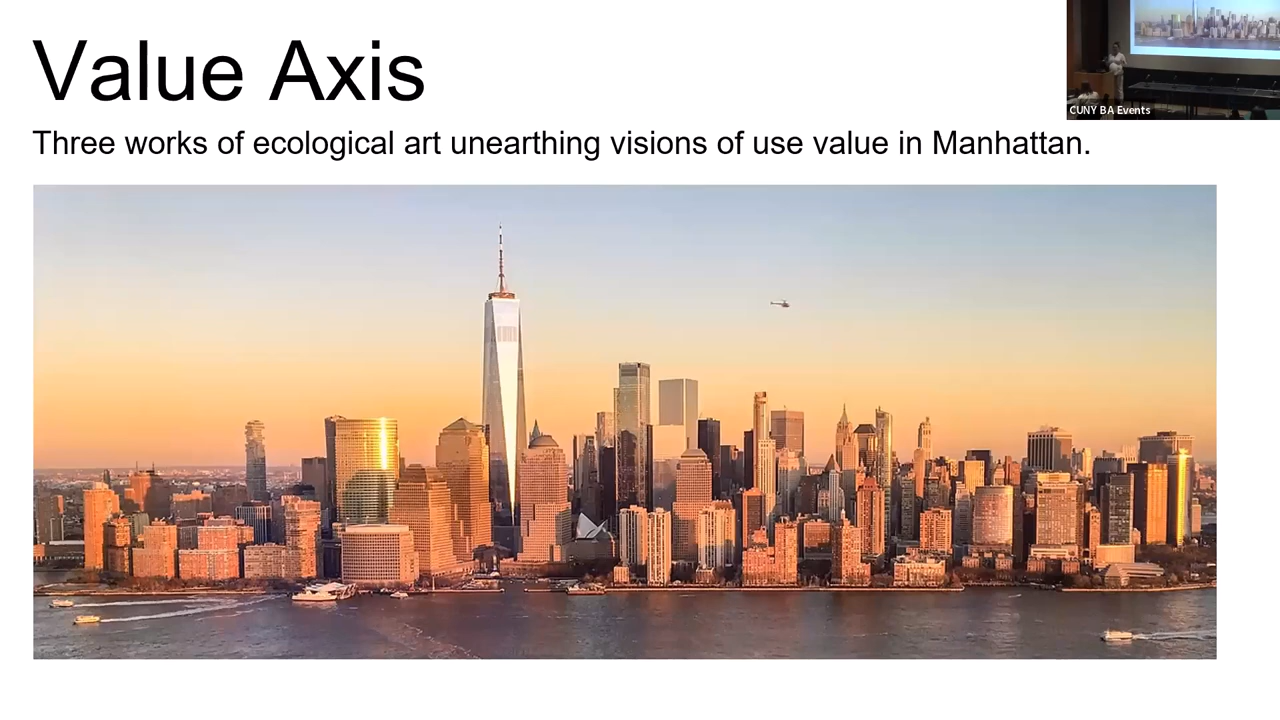 Value Axis
Three works of ecological art unearthing visions of use value in Manhattan.
CUNY BA Events